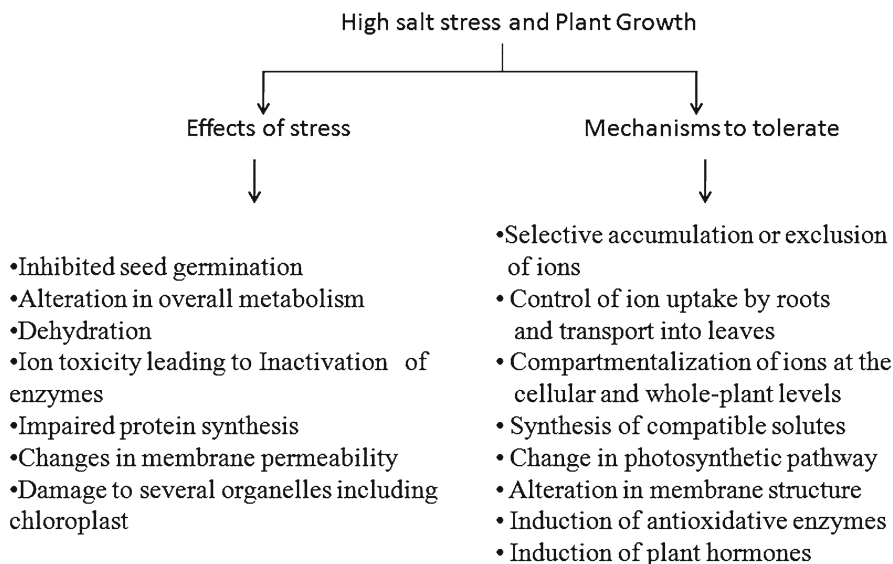 High salt stress and Plant Growth
Effects of stress
•Inhibited seed germination
•Alteration in overall metabolism
•Dehydration
•Ion toxicity leading to Inactivation of
enzymes
•Impaired protein synthesis
•Changes in membrane permeability
•Damage to several organelles including
chloroplast
Mechanisms to tolerate
•Selective accumulation or exclusion
of ions
• Control of ion uptake by roots
and transport into leaves
• Compartmentalization of ions at the
cellular and whole-plant levels
• Synthesis of compatible solutes
• Change in photosynthetic pathway
• Alteration in membrane structure
• Induction of antioxidative enzymes
• Induction of plant hormones